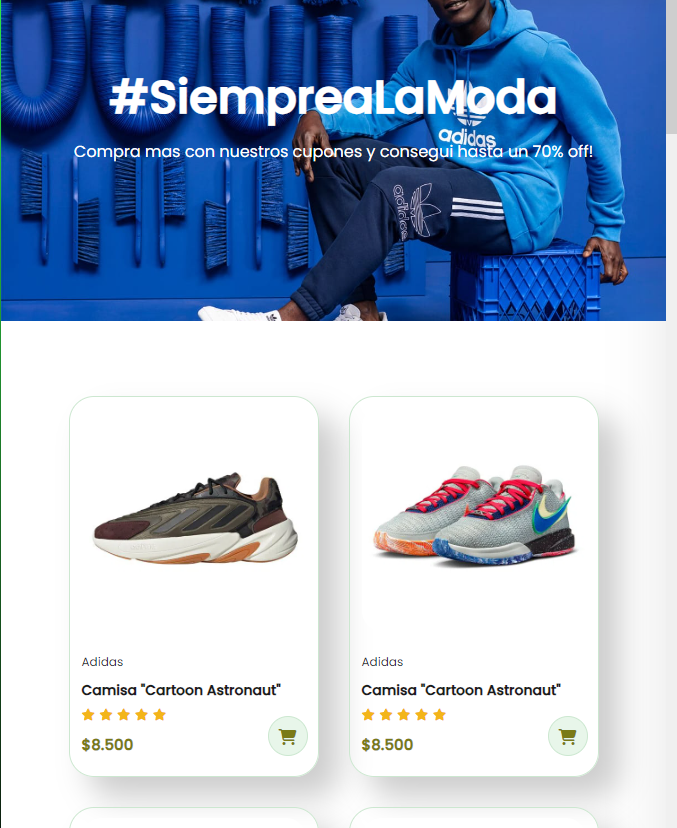 #SiempreaLaModa
adidas
Compra mas con nuestros cupones y consegui hasta un 70% off!
adidas
Adidas
Camisa "Cartoon Astronaut"
$8.500
Adidas
Camisa "Cartoon Astronaut"
$8.500